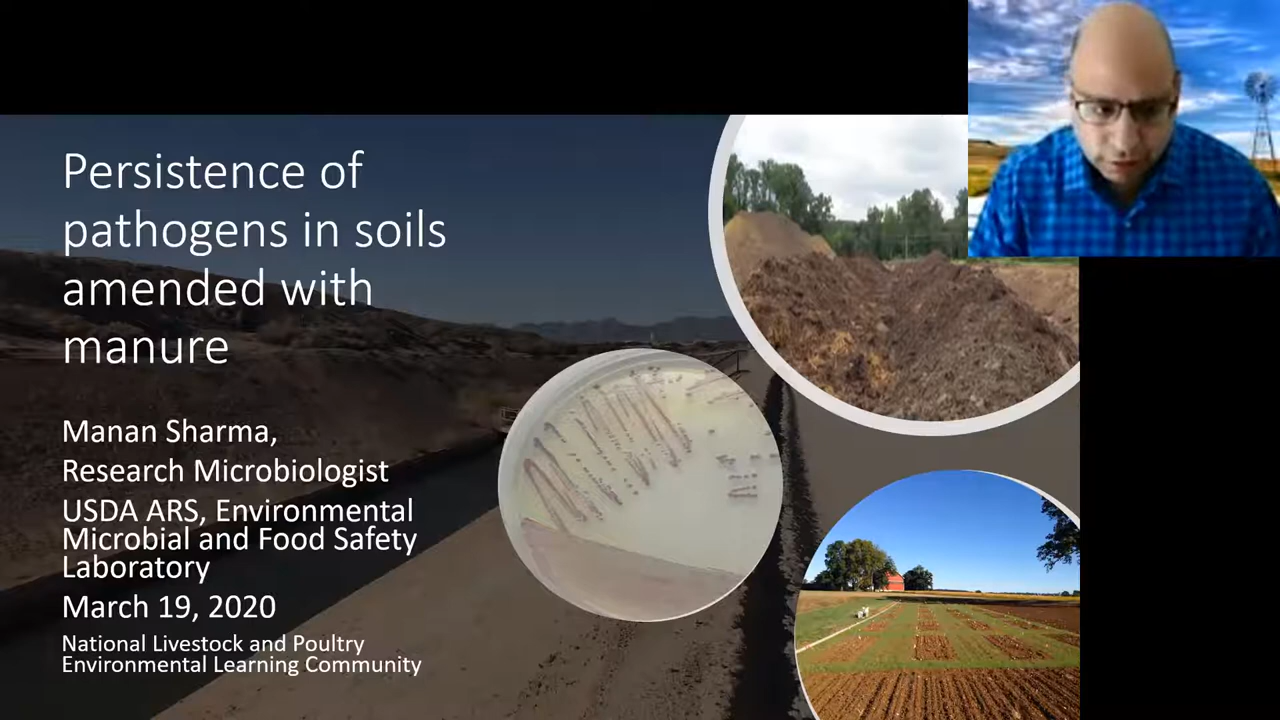 Persistence of
pathogens in soils
amended with
manure
Manan Sharma,
Research Microbiologist
USDA ARS, Environmental
Microbial and Food Safety
Laboratory
March 19, 2020
National Livestock and Poultry
Environmental Learning Community